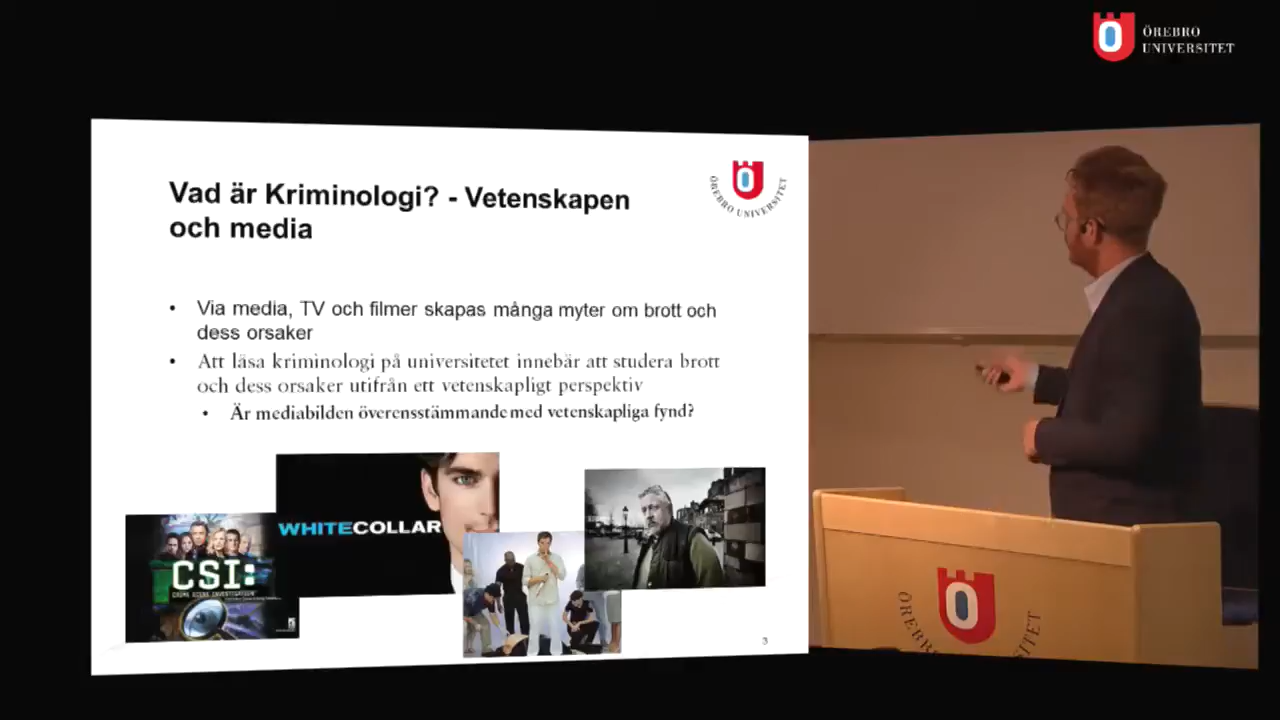 ÖREBRO
UNIVERSITET
Vad är Kriminologi? - Vetenskapen
och media
ÖREBRO UNIVERSITET
• Via media, TV och filmer skapas många myter om brott och
dess orsaker
• Att läsa kriminologi på universitetet innebär att studera brott
och dess orsaker utifrån ett vetenskapligt perspektiv
• Är mediabilden överensstämmande med vetenskapliga fynd?
WHITECOLLAR
CSI:
CRIME SCENE INVESTIGATION
3